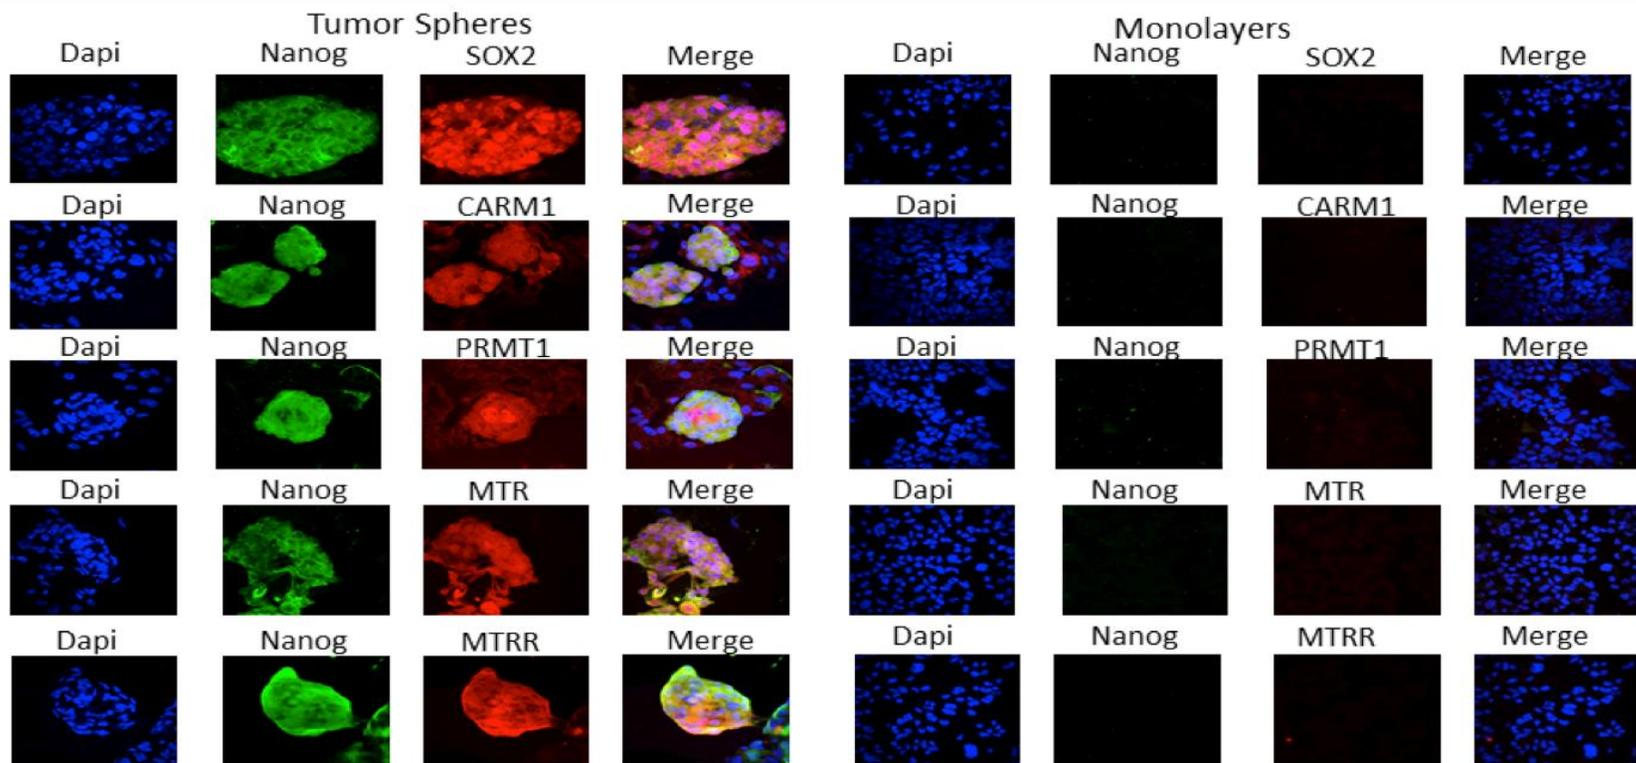 Tumor Spheres Monolayers
Dapi Nanog SOX2 Merge Dapi Nanog SOX2 Merge
Dapi Nanog CARM1 Merge Dapi Nanog CARM1 Merge
Dapi Nanog PRMT1 Merge Dapi Nanog PRMT1 Merge
Dapi Nanog MTR Merge Dapi Nanog MTR Merge
Dapi Nanog MTRR Merge Dapi Nanog MTRR Merge